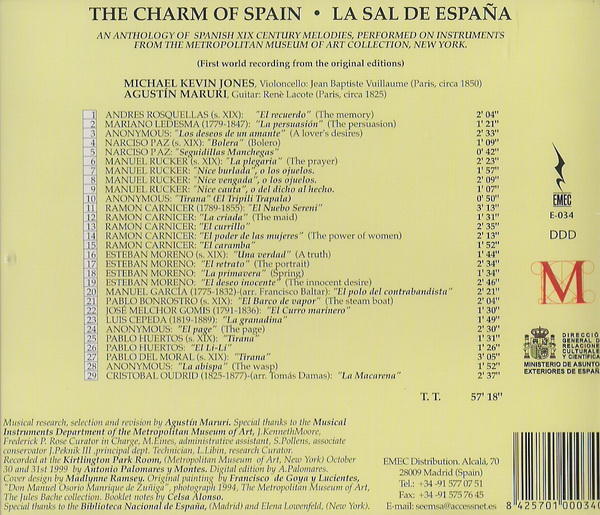 THE CHARM OF SPAIN • LA SAL DE ESPAÑA
AN ANTHOLOGY OF SPANISH XIX CENTURY MELODIES, PERFORMED ON INSTRUMENTS
FROM THE METROPOLITAN MUSEUM OF ART COLLECTION, NEW YORK.
(First world recording from the original editions)
MICHAEL KEVIN JONES, Violoncello: Jean Baptiste Vuillaume (Paris, circa 1850)
AGUSTÍN MARURI, Guitar: Renè Lacote (Paris, circa 1825)
1 ANDRES ROSQUELLAS (s. XIX): "El recuerdo" (The memory) 2' 04"
2 MARIANO LEDESMA (1779-1847): "La persuasión" (The persuasion) 1' 21"
3 ANONYMOUS: "Los deseos de un amante" (A lover's desires) 2' 33"
4 NARCISO PAZ (s. XIX): "Bolera" (Bolero) 1' 09"
5 NARCISO PAZ: "Seguidillas Manchegas" 0' 42"
6 MANUEL RUCKER (s. XIX): "La plegaria" (The prayer) 2' 23"
7 MANUEL RUCKER: "Nice burlada", o los ojuelos. 1' 57"
8 MANUEL RUCKER: "Nice vengada", o los ojuelos. 2' 09"
9 MANUEL RUCKER: "Nice cauta", o del dicho al hecho. 1' 07"
10 ANONYMOUS: "Tirana" (El Tripili Trapala) 0' 50"
11 RAMON CARNICER (1789-1855): "El Nuebo Sereni" 3' 13"
12 RAMON CARNICER: "La criada" (The maid) 1' 31"
13 RAMON CARNICER: "El currillo" 2' 35"
14 RAMON CARNICER: "El poder de las mujeres" (The power of women) 2' 13"
15 RAMON CARNICER: "El caramba" 1' 52"
16 ESTEBAN MORENO (s. XIX): "Una verdad" (A truth) 1' 44"
17 ESTEBAN MORENO: "El retrato" (The portrait) 2' 34"
18 ESTEBAN MORENO: "La primavera" (Spring) 1' 34"
19 ESTEBAN MORENO: "El deseo inocente" (The innocent desire) 2' 46"
20 MANUEL GARCÍA (1775-1832)-(arr. Francisco Baltar): "El polo del contrabandista" 2' 21"
21 PABLO BONROSTRO (s. XIX): "El Barco de vapor" (The steam boat) 2' 04"
22 JOSÉ MELCHOR GOMIS (1791-1836): "El Curro marinero" 1' 30"
23 LUIS CEPEDA (1819-1889): "La granadina" 1' 49"
24 ANONYMOUS: "El page" (The page) 2' 30"
25 PABLO HUERTOS (s. XIX): "Tirana" 1' 31"
26 PABLO HUERTOS: "El Li-Lí" 1' 26"
27 PABLO DEL MORAL (s. XIX): "Tirana" 3' 05"
28 ANONYMOUS: "La abispa" (The wasp) 1' 52"
29 CRISTOBAL OUDRID (1825-1877)-(arr. Tomás Damas): "La Macarena" 2' 37"
T. T. 57' 18"
EMEC
E-034
DDD
M
DIRECCIÓ
GENERAL D
RELACIONE
CULTURALE
Y CIENTÍFICA
MINISTERIO DE ASUNTO
EXTERIORES DE ESPAÑ
Musical research, selection and revision by Agustín Maruri. Special thanks to the Musical
Instruments Department of the Metropolitan Museum of Art, J.KennethMoore,
Frederick P. Rose Curator in Charge, M.Eines, administrative assistant, S.Pollens, associate
conservator J.Peknik III .principal dept. Technician, L.Libin, research Curator.
Recorded at the Kirtlington Park Room, (Metropolitan Museum of Art, New York) October
30 and 31st 1999 by Antonio Palomares y Montes. Digital edition by A.Palomares.
Cover design by Madlynne Ramsey. Original painting by Francisco de Goya y Lucientes,
"Don Manuel Osorio Manrique de Zuñiga", photograph 1994, The Metropolitan Museum of Art,
The Jules Bache collection. Booklet notes by Celsa Alonso.
Special thanks to the Biblioteca Nacional de España, (Madrid) and Elena Lowenfeld, (New York).
EMEC Distribution. Alcalá, 70
28009 Madrid (Spain)
Tel.: +34 91 577 07 51
Fax: +34 91 575 76 45
E-mail: seemsa@accessnet.es
8 425701 000340